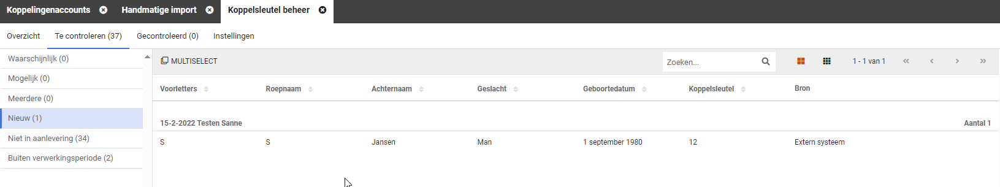 Koppelingenaccounts Handmatige import Koppelsleutel beheer
Overzicht Te controleren (37) Gecontroleerd (0) Instellingen
Waarschijnlijk (0)
Mogelijk (0)
Meerdere (0)
Nieuw (1)
Niet in aanlevering (34)
Buiten verwerkingsperiode (2)
MULTISELECT Zoeken... 1 - 1 van 1
Voorletters Roepnaam Achternaam Geslacht Geboortedatum Koppelsleutel Bron
15-2-2022 Testen Sanne Aantal 1
S S Jansen Man 1 september 1980 12 Extern systeem